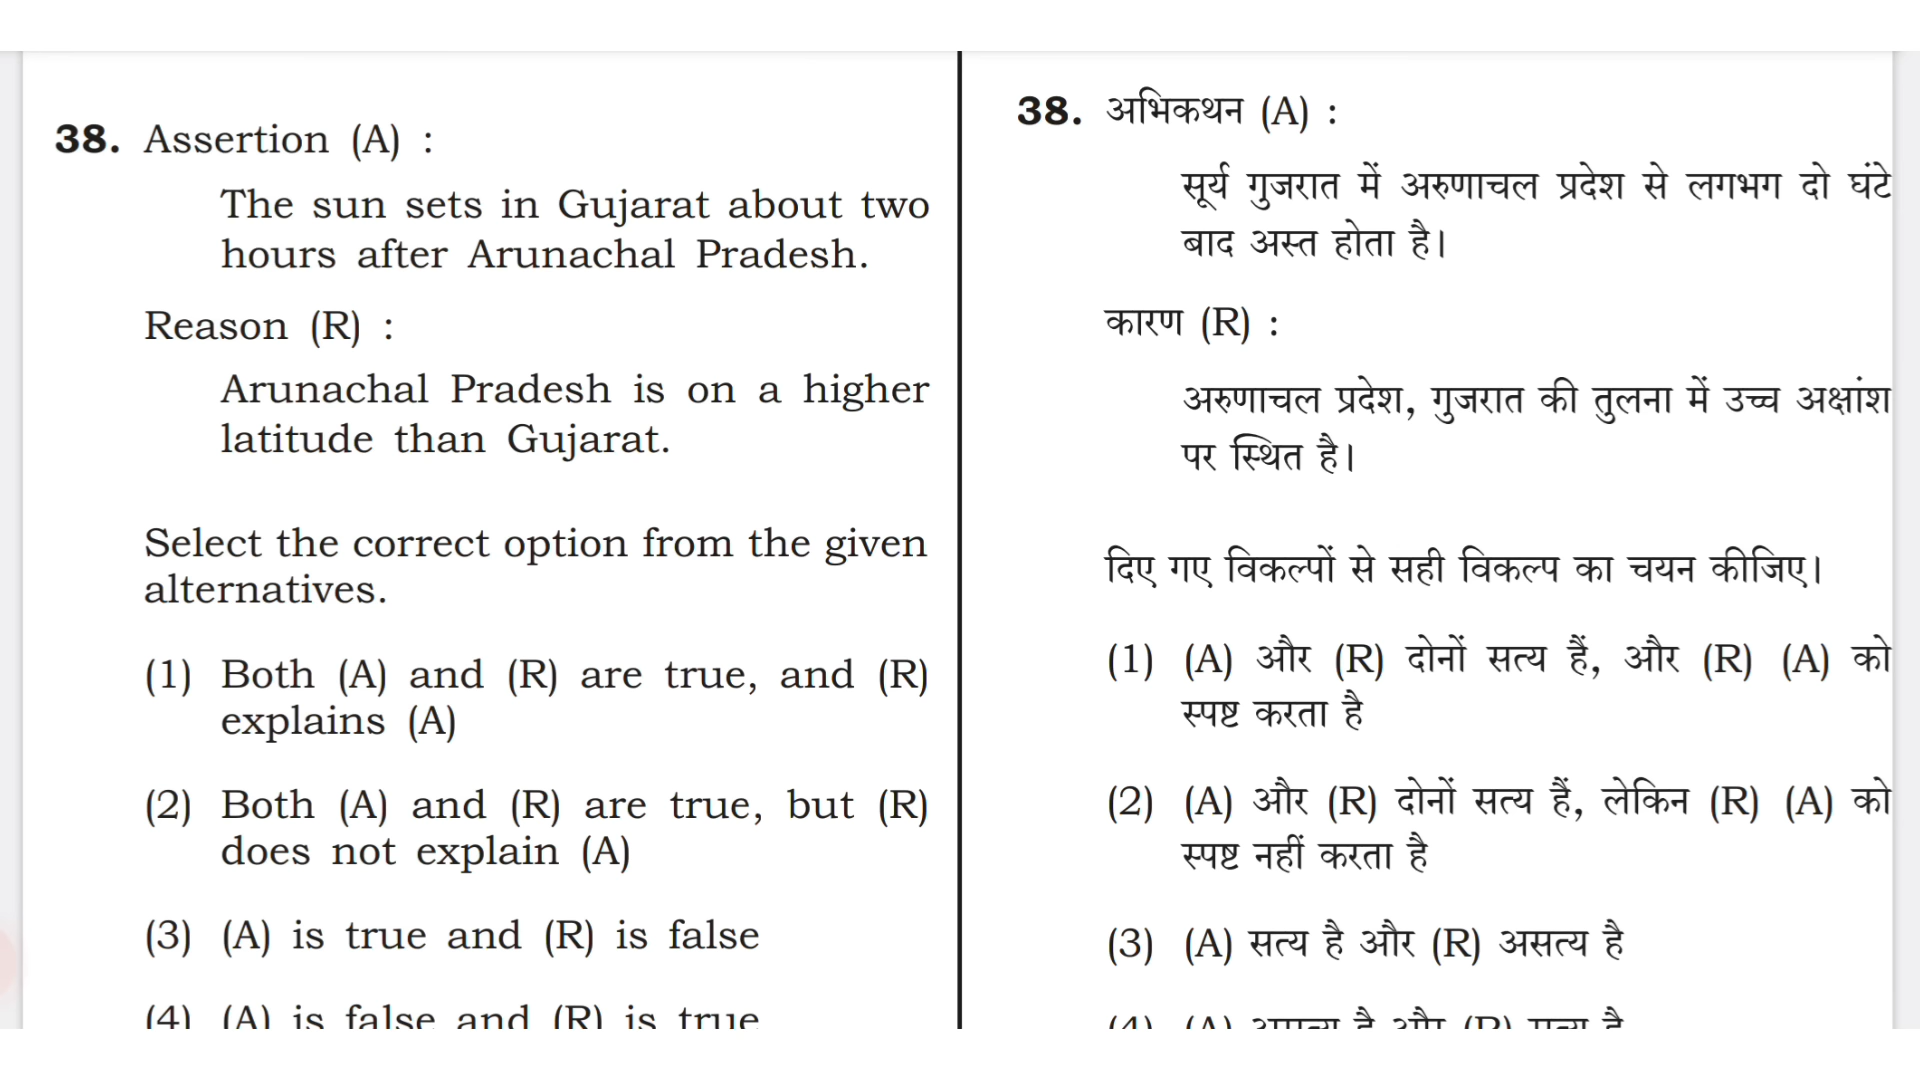 38. Assertion (A) :
The sun sets in Gujarat about two
hours after Arunachal Pradesh.
Reason (R) :
Arunachal Pradesh is on a higher
latitude than Gujarat.
Select the correct option from the given
alternatives.
(1) Both (A) and (R) are true, and (R)
explains (A)
(2) Both (A) and (R) are true, but (R)
does not explain (A)
(3) (A) is true and (R) is false
(4) (A) is false and (R) is true
38. अभिकथन (A) :
सूर्य गुजरात में अरुणाचल प्रदेश से लगभग दो घंटे
बाद अस्त होता है।
कारण (R) :
अरुणाचल प्रदेश, गुजरात की तुलना में उच्च अक्षांश
पर स्थित है।
दिए गए विकल्पों से सही विकल्प का चयन कीजिए।
(1) (A) और (R) दोनों सत्य हैं, और (R) (A) को
स्पष्ट करता है
(2) (A) और (R) दोनों सत्य हैं, लेकिन (R) (A) को
स्पष्ट नहीं करता है
(3) (A) सत्य है और (R) असत्य है
(4) (A) असत्य है और (R) सत्य है